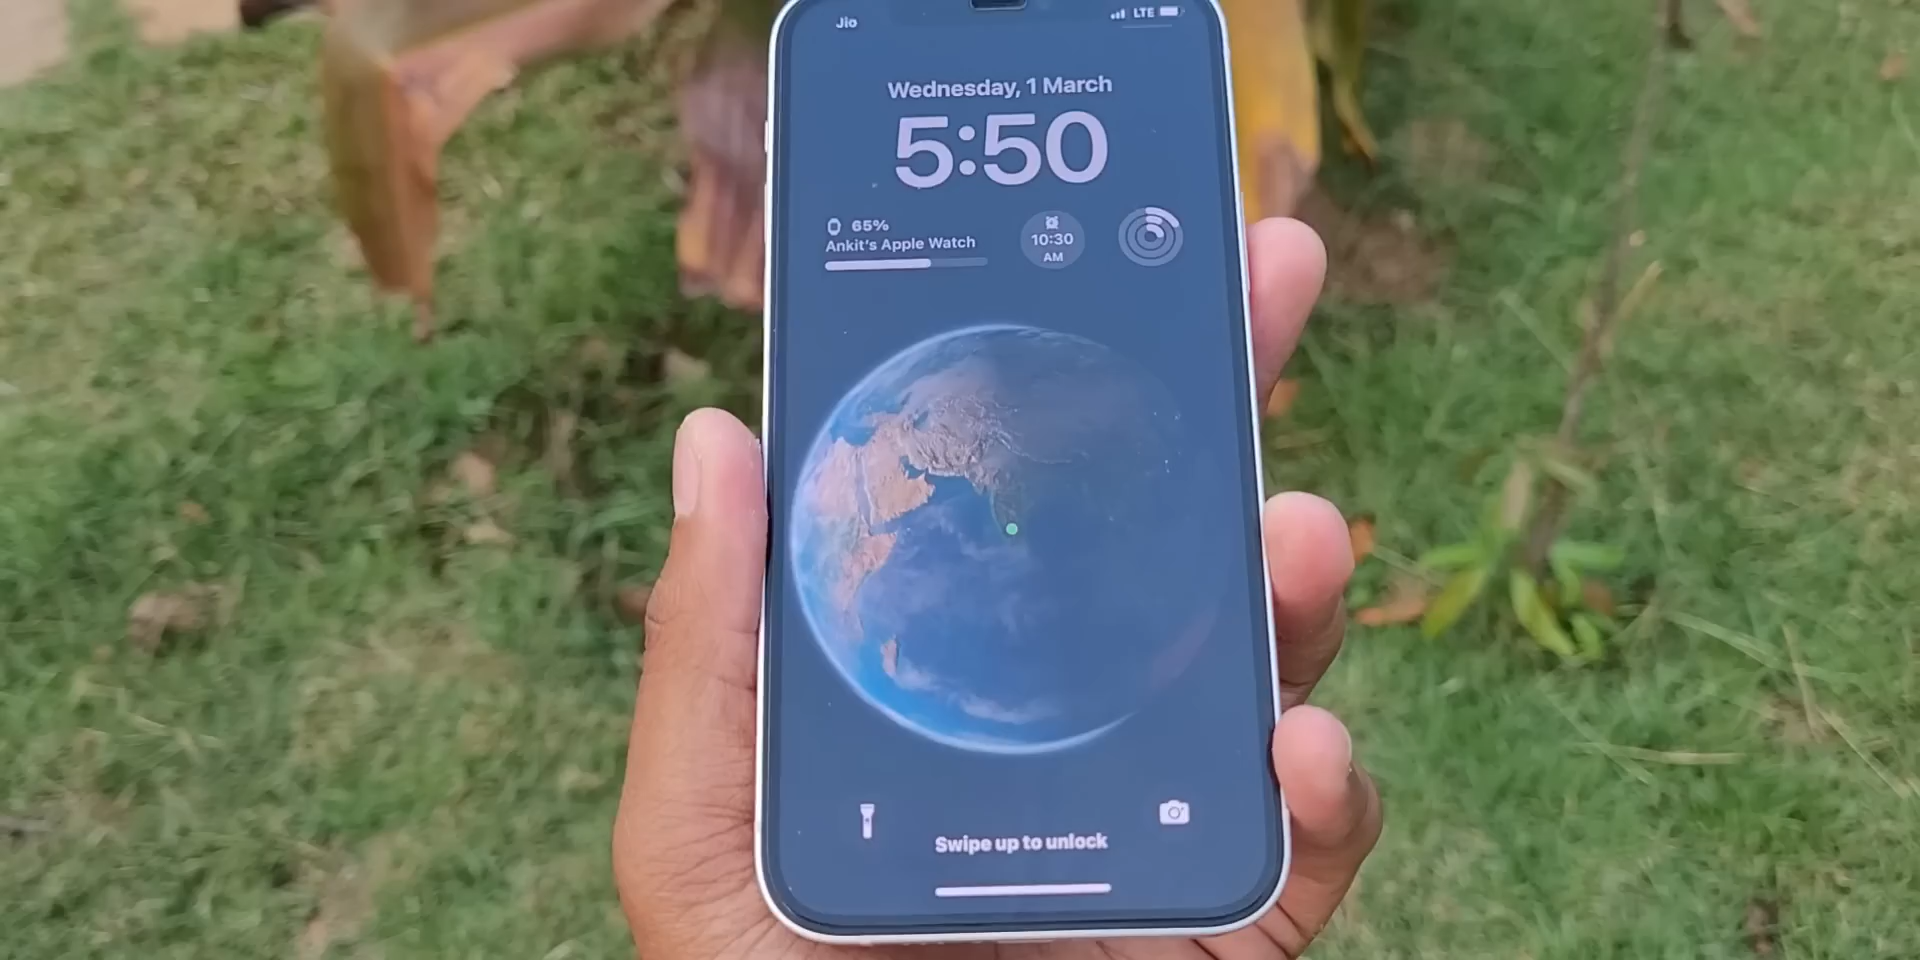 Jio LTE
Wednesday, 1 March
5:50
65%
Ankit's Apple Watch
10:30
AM
Swipe up to unlock